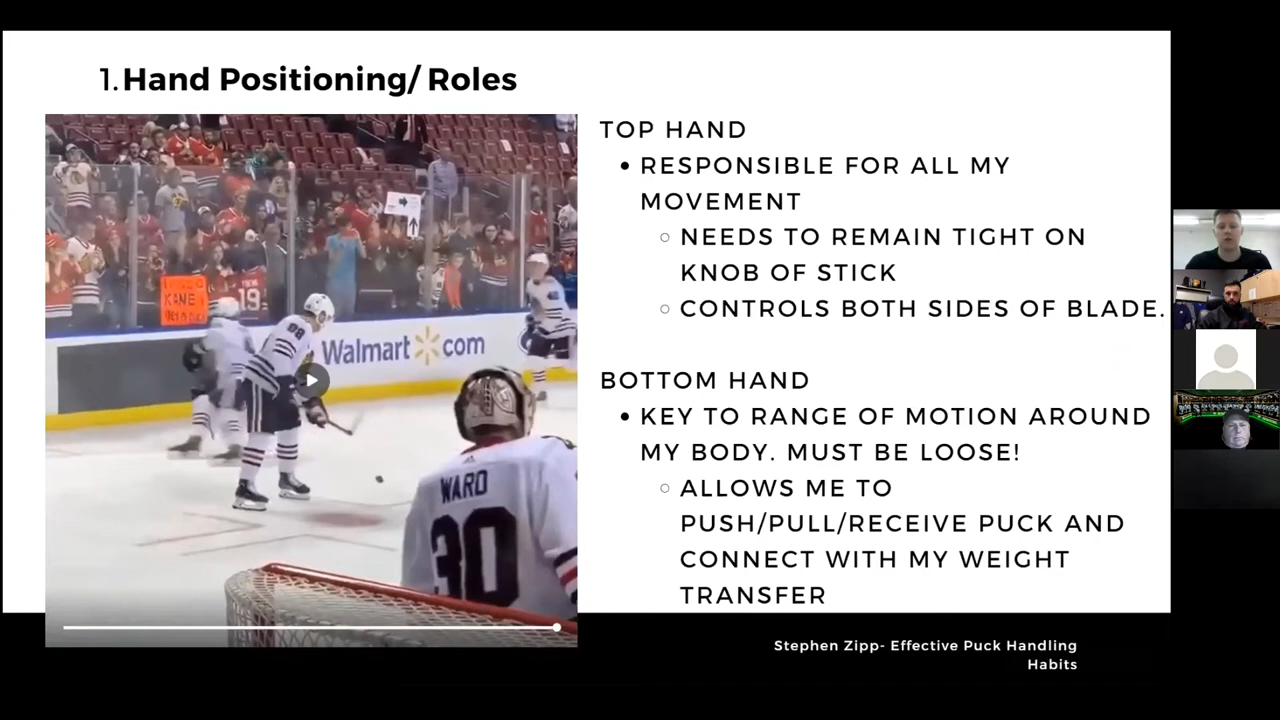 1. Hand Positioning/ Roles
TOP HAND
• RESPONSIBLE FOR ALL MY
MOVEMENT
○ NEEDS TO REMAIN TIGHT ON
KNOB OF STICK
○ CONTROLS BOTH SIDES OF BLADE.
BOTTOM HAND
• KEY TO RANGE OF MOTION AROUND
MY BODY. MUST BE LOOSE!
○ ALLOWS ME TO
PUSH/PULL/RECEIVE PUCK AND
CONNECT WITH MY WEIGHT
TRANSFER
KANE
19
88
Walmart com
WARD
30
Stephen Zipp- Effective Puck Handling
Habits